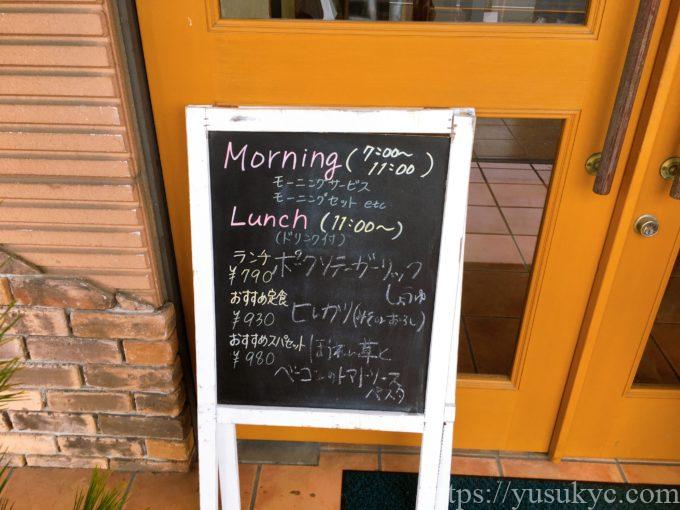 Morning (7:00〜
11:00)
モーニングサービス
モーニングセット etc
Lunch (11:00〜)
(ドリンク付)
ランチ ポークソテーガーリック
¥790 しょうゆ
おすすめ定食
¥930 ヒレカツ(みそ or おろし)
おすすめスパセット ほうれん草と
¥980 ベーコンのトマトソース
パスタ
https://yusukyc.com